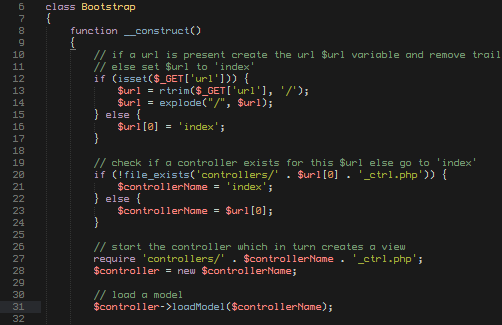 6 class Bootstrap
7 {
8 function __construct()
9 {
10 // if a url is present create the url $url variable and remove trail
11 // else set $url to 'index'
12 if (isset($_GET['url'])) {
13 $url = rtrim($_GET['url'], '/');
14 $url = explode("/", $url);
15 } else {
16 $url[0] = 'index';
17 }
18
19 // check if a controller exists for this $url else go to 'index'
20 if (!file_exists('controllers/' . $url[0] . '_ctrl.php')) {
21 $controllerName = 'index';
22 } else {
23 $controllerName = $url[0];
24 }
25
26 // start the controller which in turn creates a view
27 require 'controllers/' . $controllerName . '_ctrl.php';
28 $controller = new $controllerName;
29
30 // load a model
31 $controller->loadModel($controllerName);
32